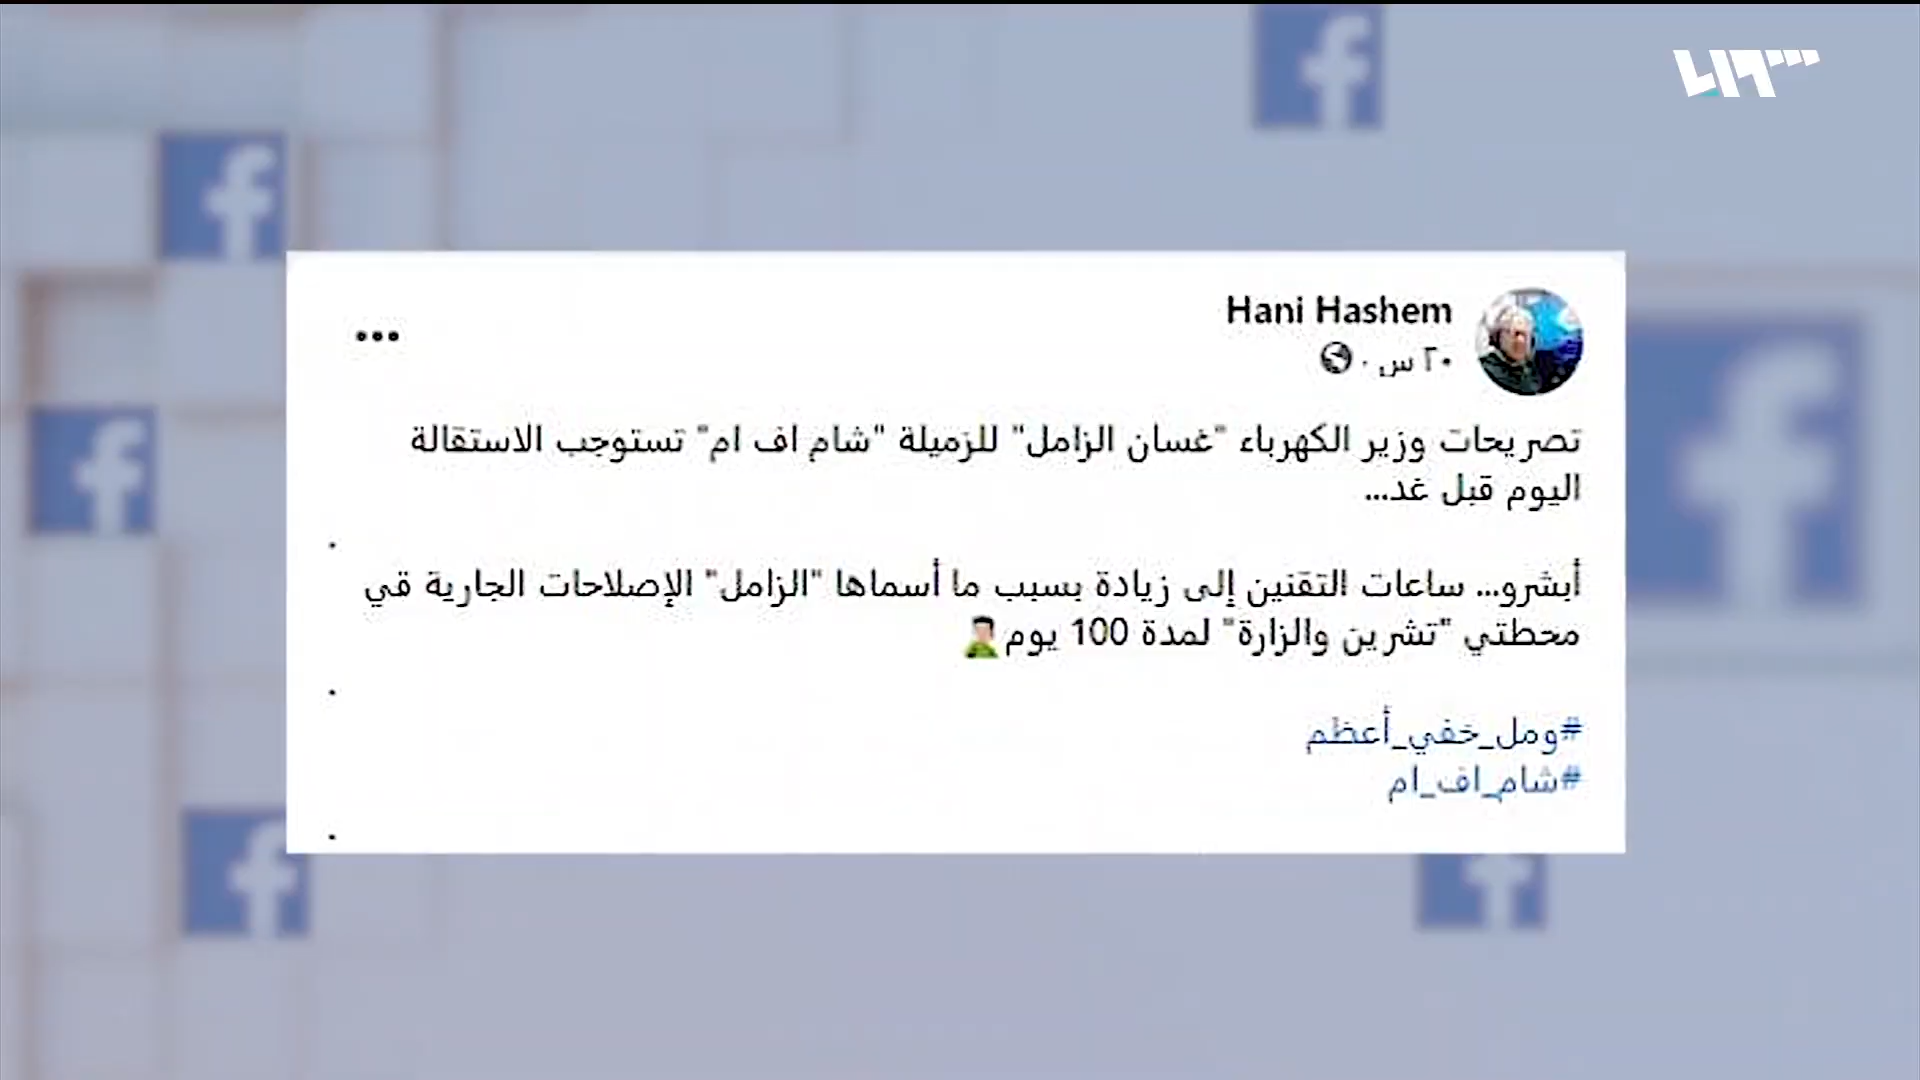 Hani Hashem
٢٠ س ·
تصريحات وزير الكهرباء "غسان الزامل" للزميلة "شام اف ام" تستوجب الاستقالة
اليوم قبل غد...
.
أبشرو... ساعات التقنين إلى زيادة بسبب ما أسماها "الزامل" الإصلاحات الجارية في
محطتي "تشرين والزارة" لمدة 100 يوم
.
#ومل_خفي_أعظم
#شام_اف_ام
.